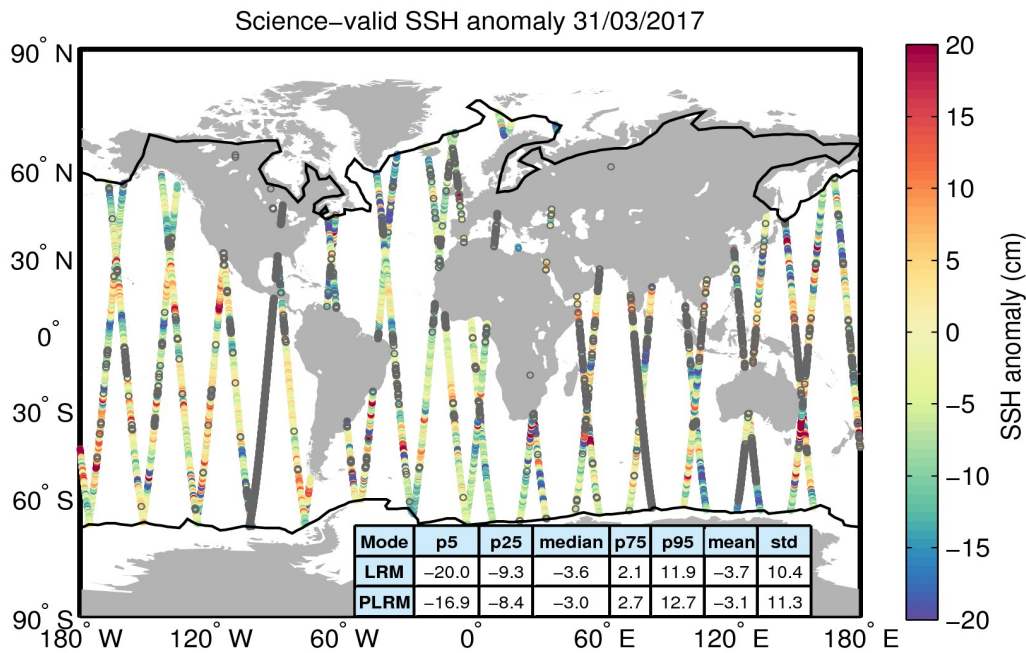 Science−valid SSH anomaly 31/03/2017
90° N
60° N
30° N
0°
30° S
60° S
90° S
180° W
120° W
60° W
0°
60° E
120° E
180° E
Mode p5 p25 median p75 p95 mean std
LRM −20.0 −9.3 −3.6 2.1 11.9 −3.7 10.4
PLRM −16.9 −8.4 −3.0 2.7 12.7 −3.1 11.3
20
15
10
5
0
−5
−10
−15
−20
SSH anomaly (cm)